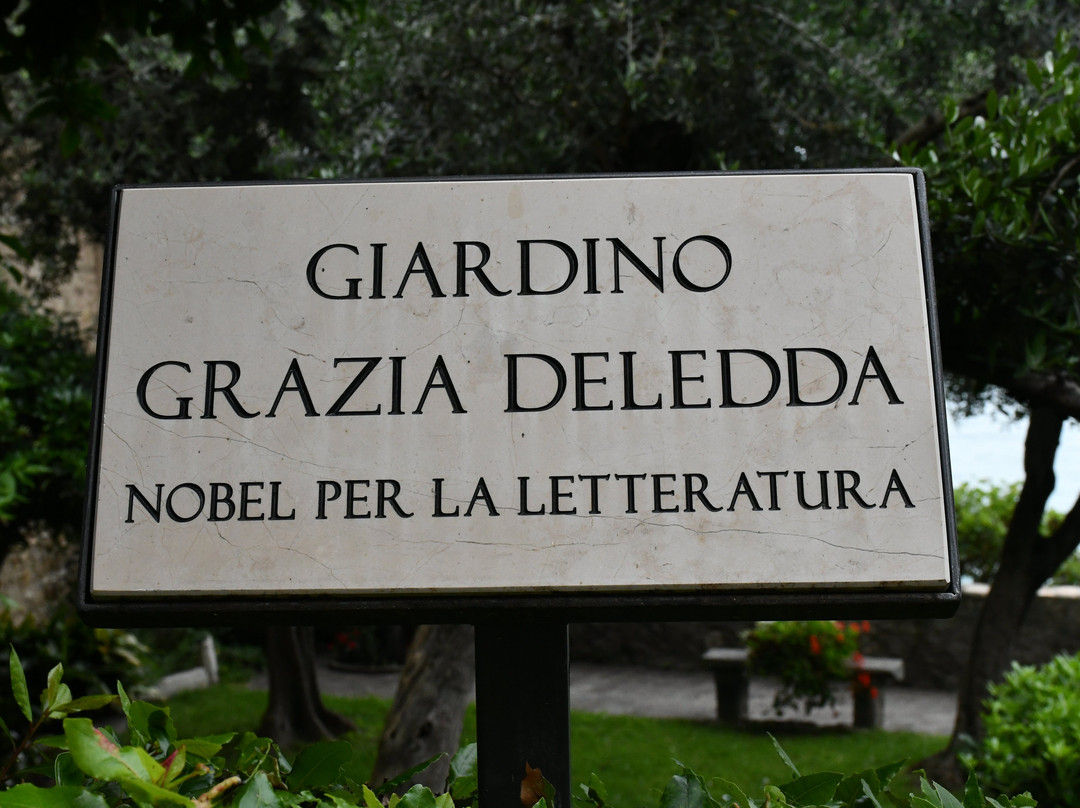 GIARDINO
GRAZIA DELEDDA
NOBEL PER LA LETTERATURA